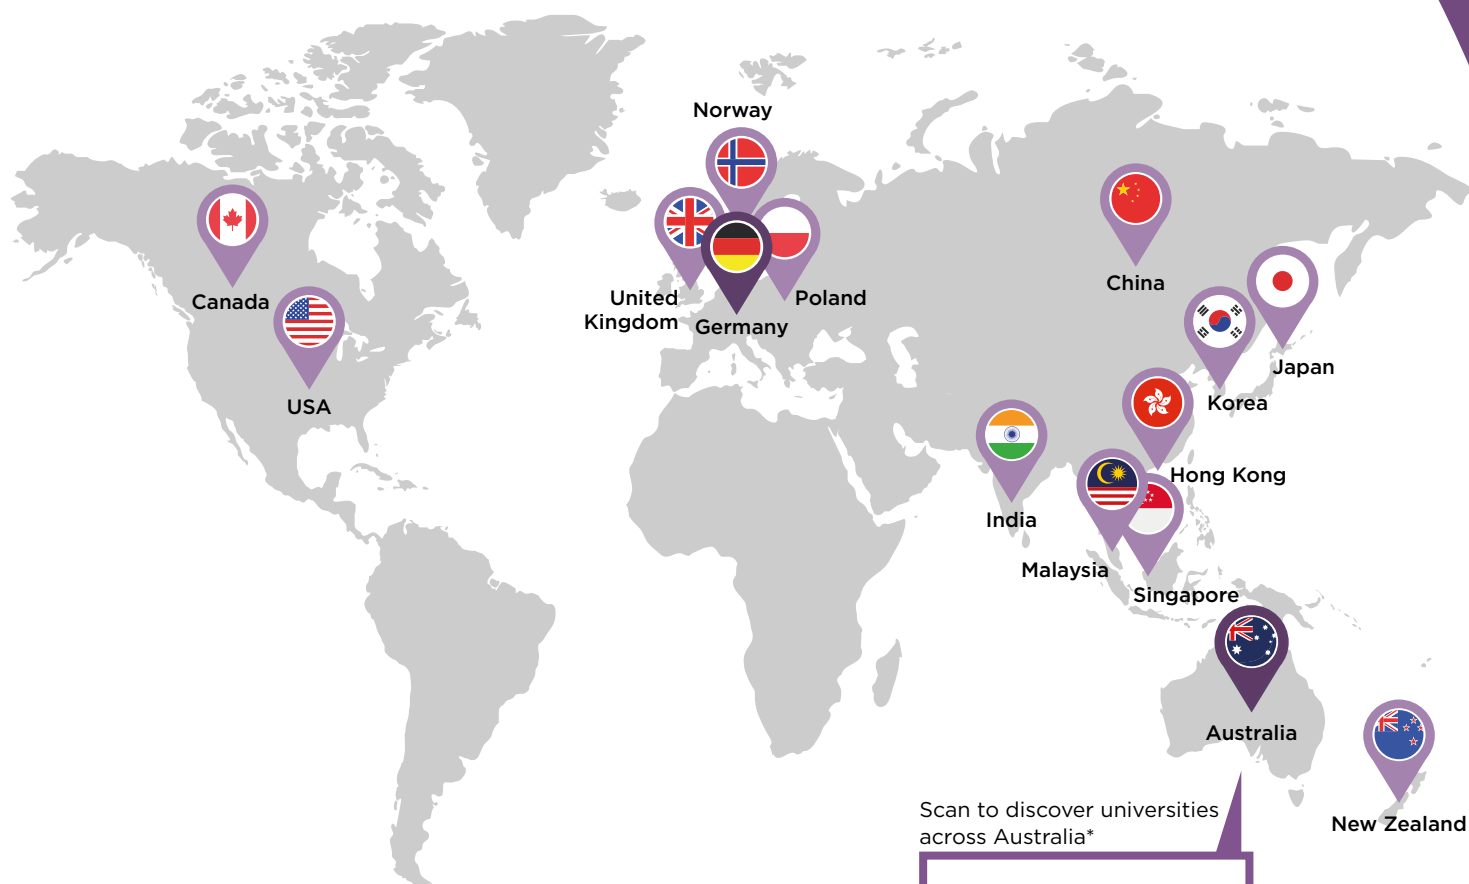 Norway
Canada
USA
United
Kingdom
Germany
Poland
China
Japan
Korea
Hong Kong
India
Malaysia
Singapore
Australia
New Zealand
Scan to discover universities
across Australia*